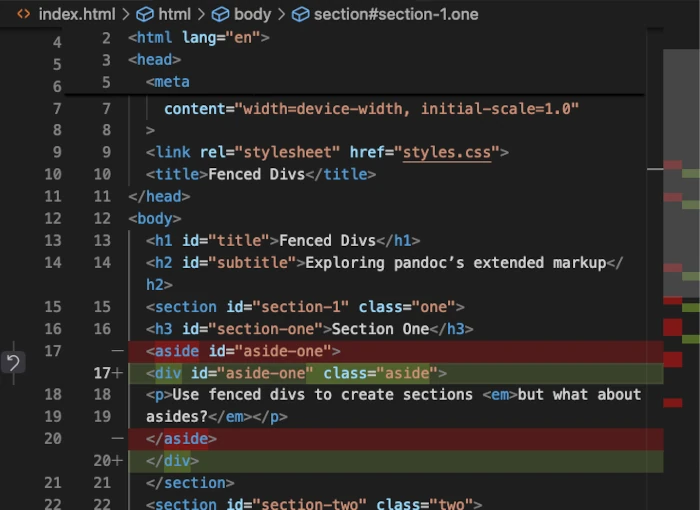 <> index.html > html > body > section#section-1.one
4 2 <html lang="en">
5 3 <head>
6 5 <meta
7 7 content="width=device-width, initial-scale=1.0"
8 8 >
9 9 <link rel="stylesheet" href="styles.css">
10 10 <title>Fenced Divs</title>
11 11 </head>
12 12 <body>
13 13 <h1 id="title">Fenced Divs</h1>
14 14 <h2 id="subtitle">Exploring pandoc’s extended markup</
h2>
15 15 <section id="section-1" class="one">
16 16 <h3 id="section-one">Section One</h3>
17 — <aside id="aside-one">
17+ <div id="aside-one" class="aside">
18 18 <p>Use fenced divs to create sections <em>but what about
19 19 asides?</em></p>
20 — </aside>
20+ </div>
21 21 </section>
22 22 <section id="section-two" class="two">